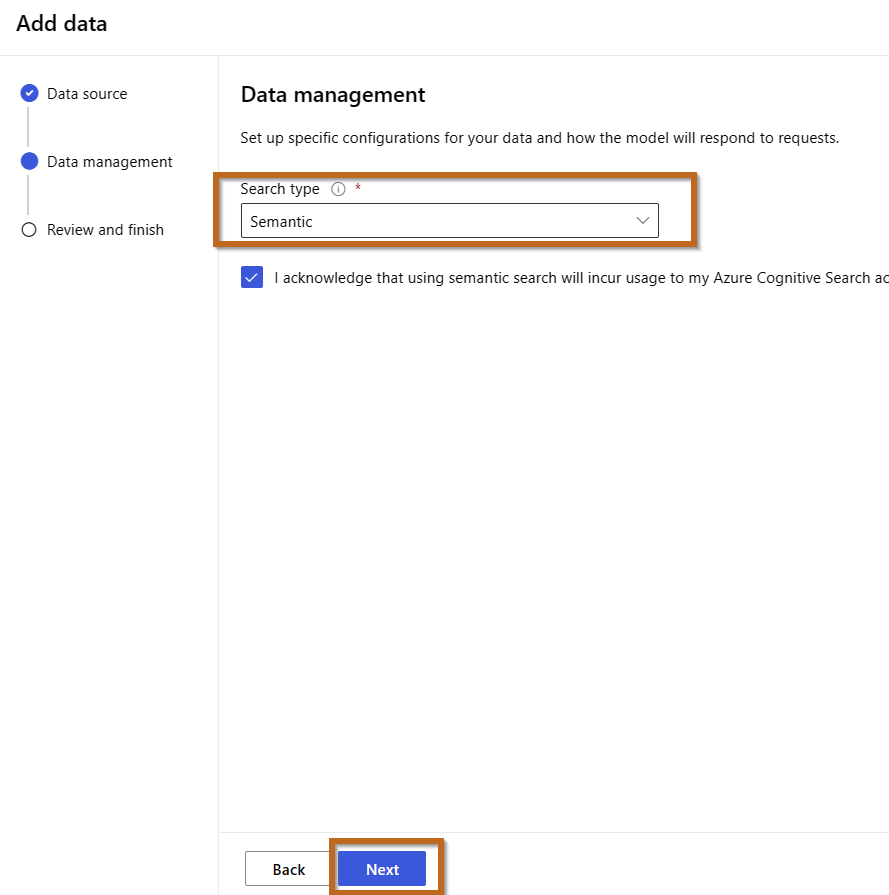 Add data
Data source
Data management
Review and finish
Data management
Set up specific configurations for your data and how the model will respond to requests.
Search type *
Semantic
I acknowledge that using semantic search will incur usage to my Azure Cognitive Search ac
Back
Next